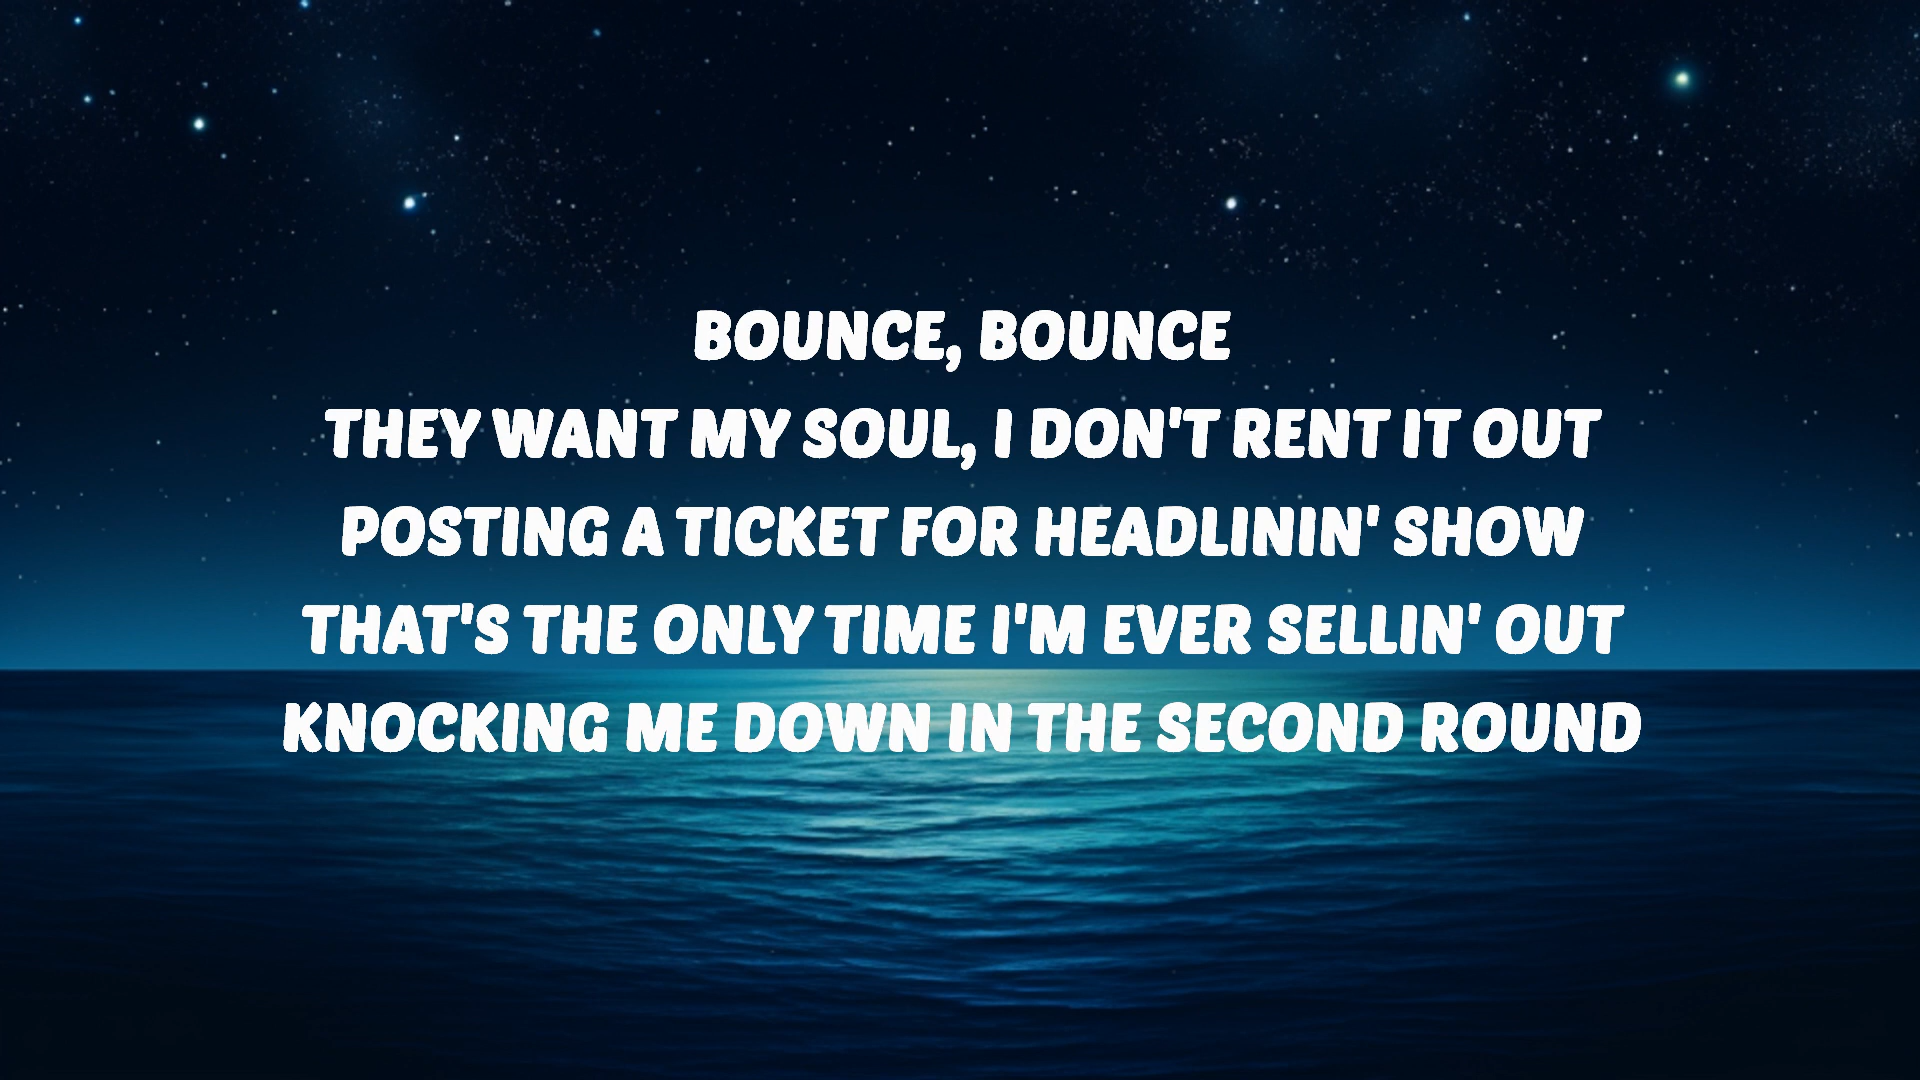 BOUNCE, BOUNCE
THEY WANT MY SOUL, I DON'T RENT IT OUT
POSTING A TICKET FOR HEADLININ' SHOW
THAT'S THE ONLY TIME I'M EVER SELLIN' OUT
KNOCKING ME DOWN IN THE SECOND ROUND